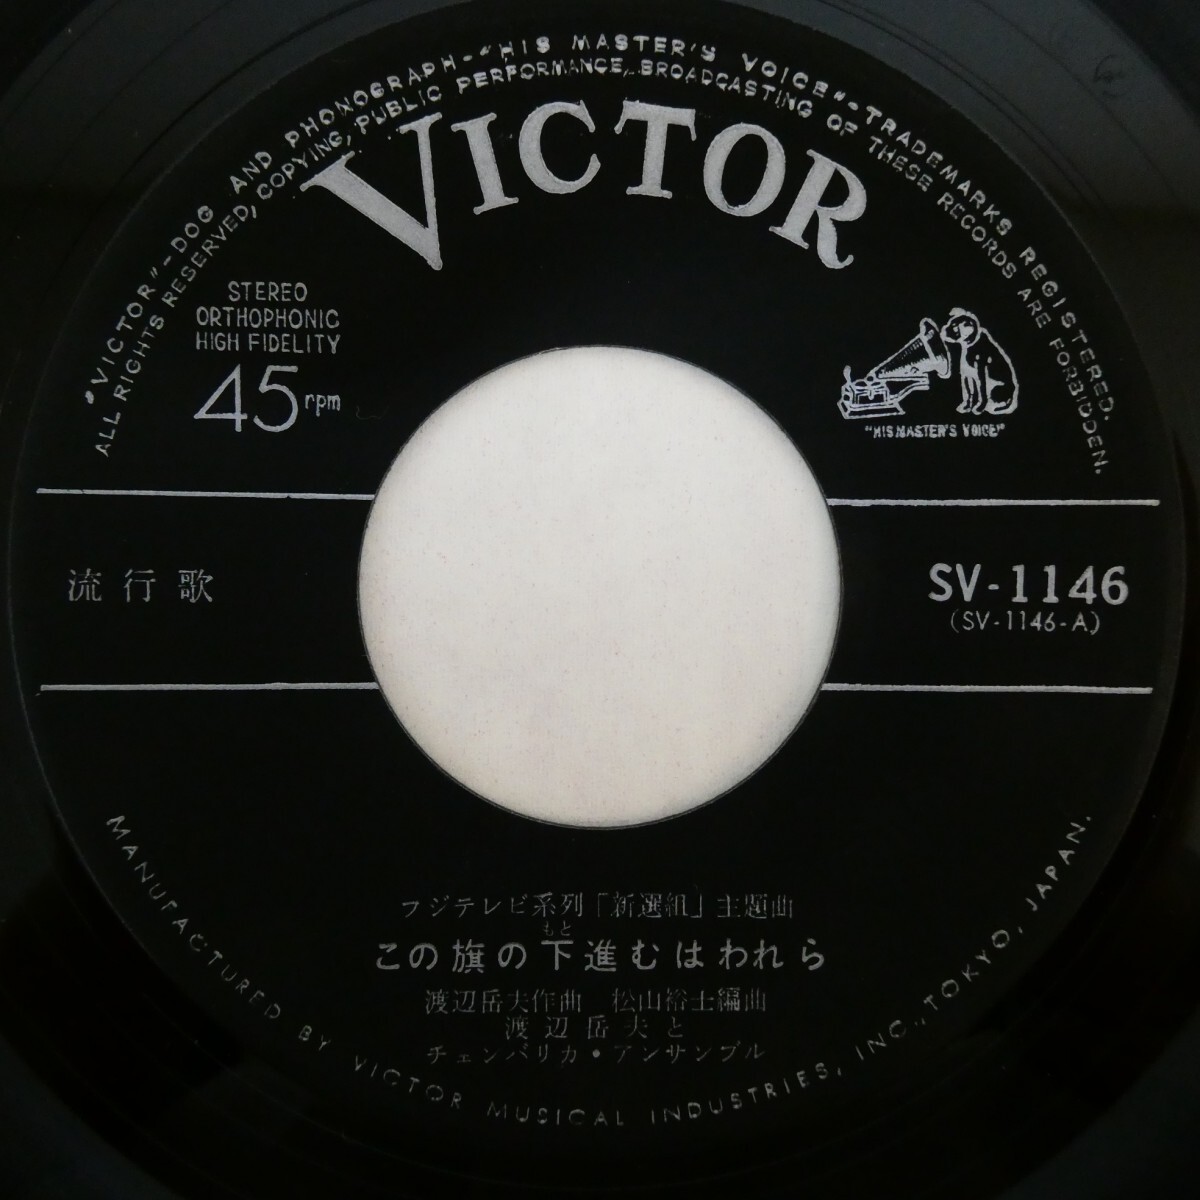 "VICTOR"-DOG AND PHONOGRAPH-"HIS MASTER'S VOICE"-TRADEMARKS REGISTERED.
ALL RIGHTS RESERVED, COPYING, PUBLIC PERFORMANCE, BROADCASTING OF THESE RECORDS ARE FORBIDDEN.
VICTOR
STEREO
ORTHOPHONIC
HIGH FIDELITY
45rpm
"HIS MASTER'S VOICE"
流行歌
SV-1146
(SV-1146-A)
フジテレビ系列「新選組」主題曲
もと
この旗の下進むはわれら
渡辺岳夫作曲 松山裕士編曲
渡辺岳夫と
チェンバリカ・アンサンブル
MANUFACTURED BY VICTOR MUSICAL INDUSTRIES, INC., TOKYO, JAPAN.